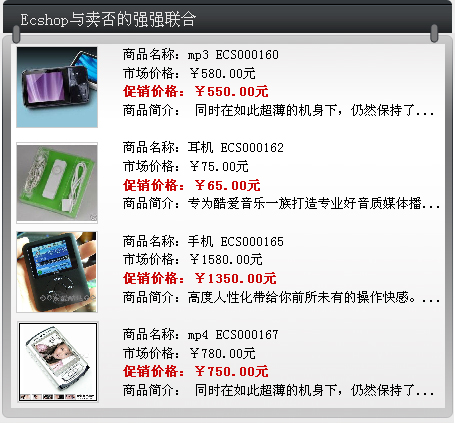 Ecshop与荬否的强强联合
商品名称：mp3 ECS000160
市场价格：￥580.00元
促销价格：￥550.00元
商品简介： 同时在如此超薄的机身下，仍然保持了...
商品名称：耳机 ECS000162
市场价格：￥75.00元
促销价格：￥65.00元
商品简介：专为酷爱音乐一族打造专业好音质媒体播...
商品名称：手机 ECS000165
市场价格：￥1580.00元
促销价格：￥1350.00元
商品简介：高度人性化带给你前所未有的操作快感。...
商品名称：mp4 ECS000167
市场价格：￥780.00元
促销价格：￥750.00元
商品简介： 同时在如此超薄的机身下，仍然保持了...